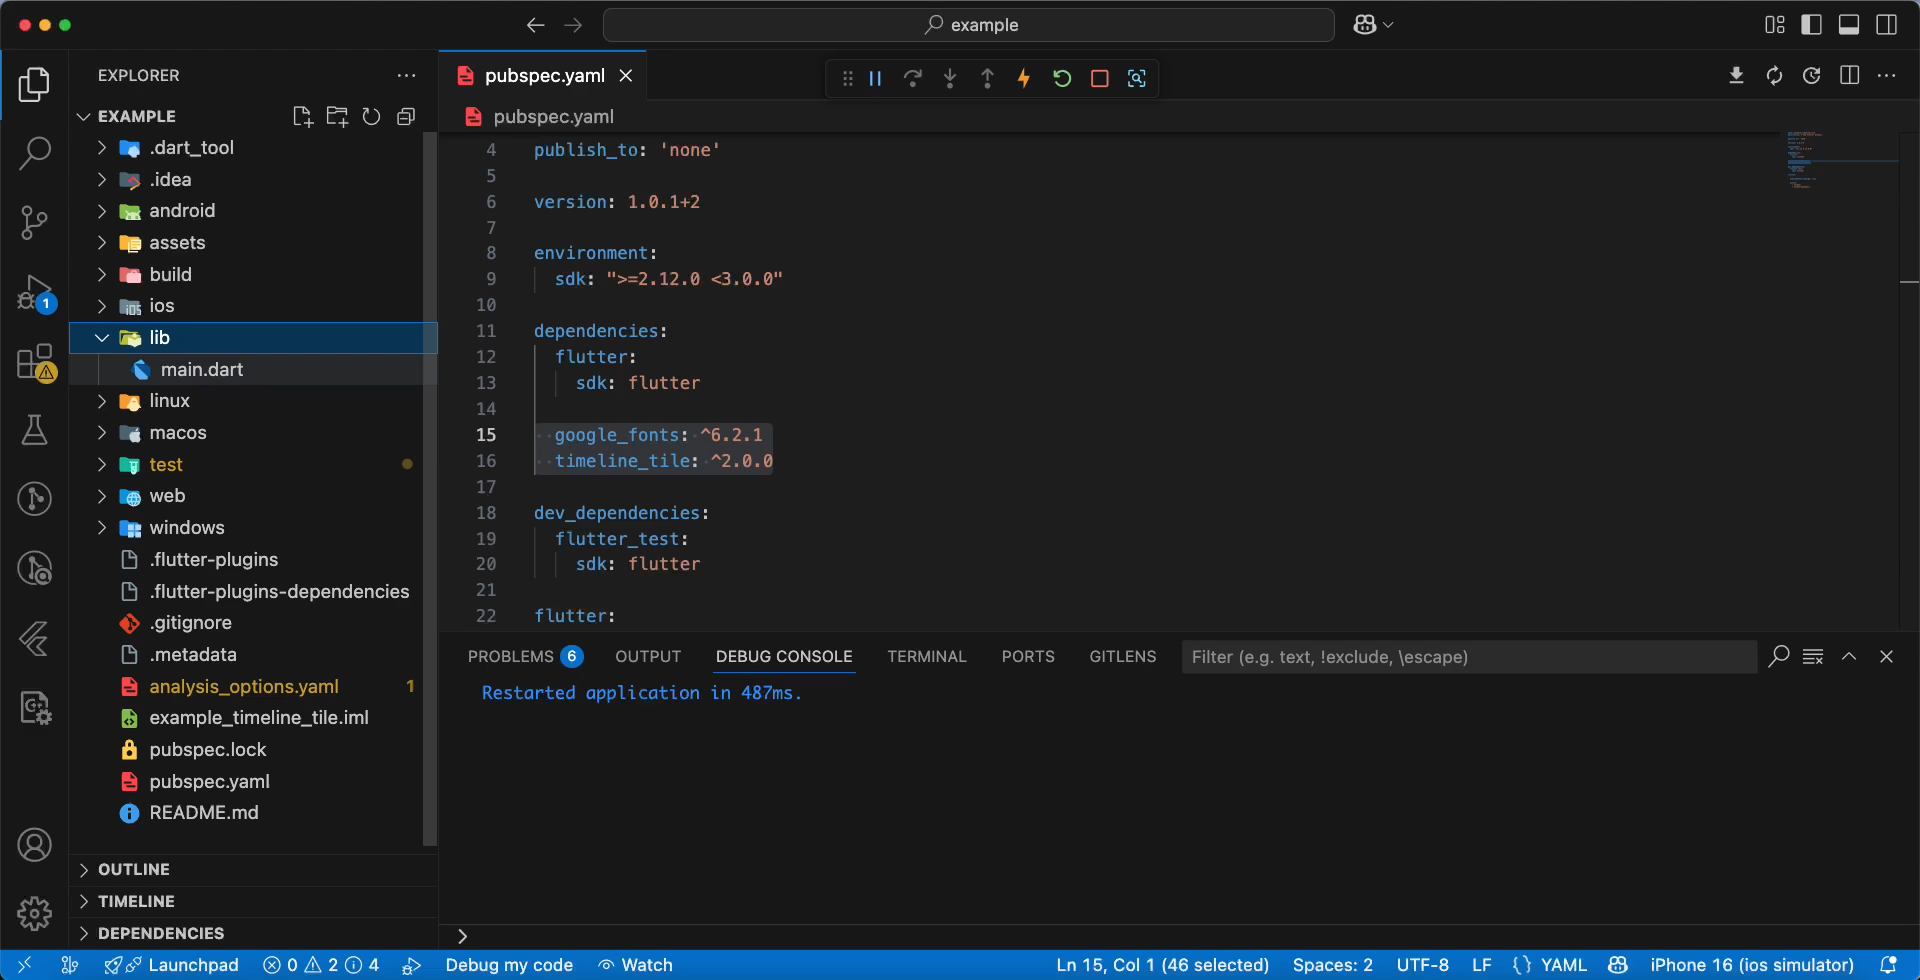 example
EXPLORER
EXAMPLE
.dart_tool
.idea
android
assets
build
ios
lib
main.dart
linux
macos
test
web
windows
.flutter-plugins
.flutter-plugins-dependencies
.gitignore
.metadata
analysis_options.yaml 1
example_timeline_tile.iml
pubspec.lock
pubspec.yaml
README.md
OUTLINE
TIMELINE
DEPENDENCIES
1
pubspec.yaml
pubspec.yaml
4 publish_to: 'none'
5
6 version: 1.0.1+2
7
8 environment:
9 sdk: ">=2.12.0 <3.0.0"
10
11 dependencies:
12 flutter:
13 sdk: flutter
14
15 google_fonts: ^6.2.1
16 timeline_tile: ^2.0.0
17
18 dev_dependencies:
19 flutter_test:
20 sdk: flutter
21
22 flutter:
PROBLEMS 6 OUTPUT DEBUG CONSOLE TERMINAL PORTS GITLENS Filter (e.g. text, !exclude, \escape)
Restarted application in 487ms.
Launchpad 0 2 4 Debug my code Watch Ln 15, Col 1 (46 selected) Spaces: 2 UTF-8 LF {} YAML iPhone 16 (ios simulator)